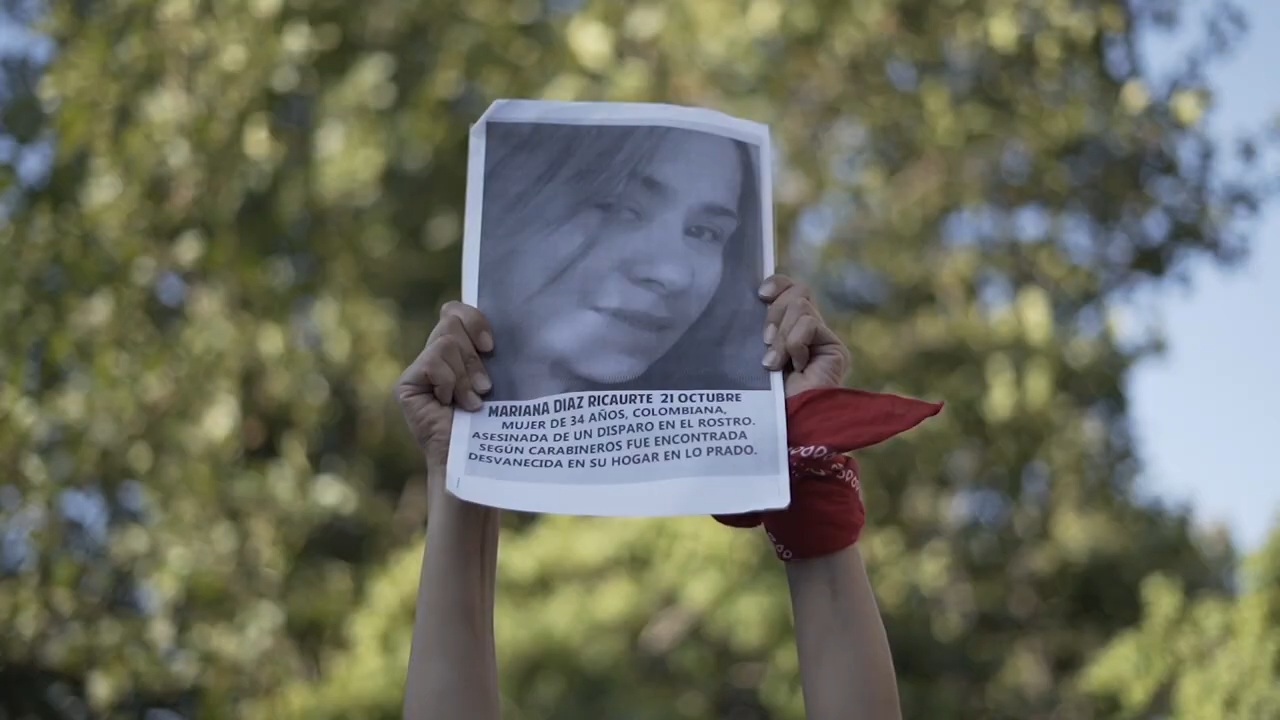 MARIANA DIAZ RICAURTE 21 OCTUBRE
MUJER DE 34 AÑOS, COLOMBIANA,
ASESINADA DE UN DISPARO EN EL ROSTRO.
SEGÚN CARABINEROS FUE ENCONTRADA
DESVANECIDA EN SU HOGAR EN LO PRADO.